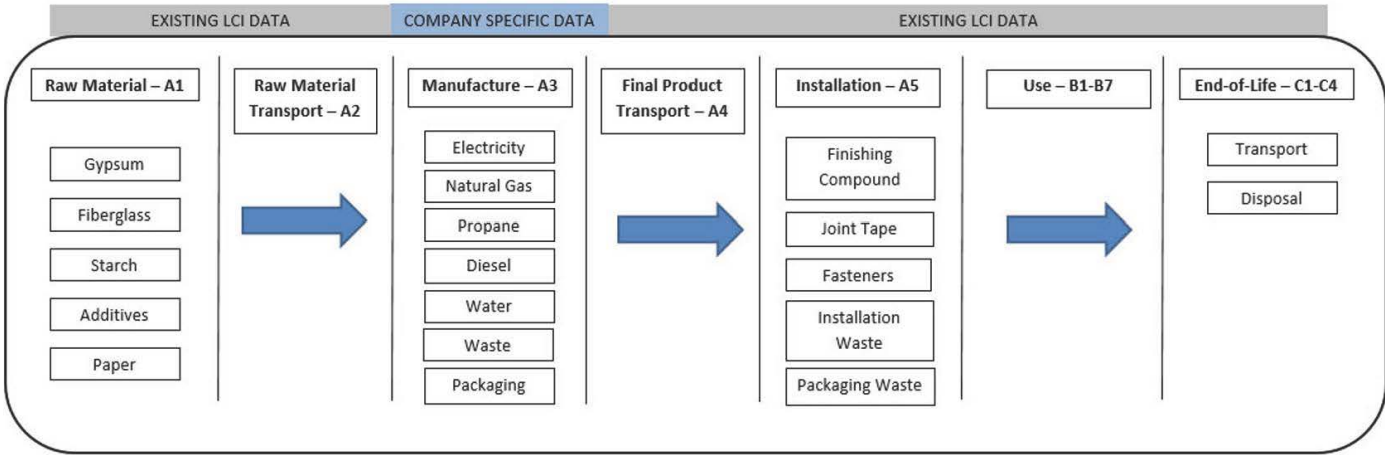 EXISTING LCI DATA
COMPANY SPECIFIC DATA
EXISTING LCI DATA
Raw Material – A1
Gypsum
Fiberglass
Starch
Additives
Paper
Raw Material
Transport – A2
Manufacture – A3
Electricity
Natural Gas
Propane
Diesel
Water
Waste
Packaging
Final Product
Transport – A4
Installation – A5
Finishing
Compound
Joint Tape
Fasteners
Installation
Waste
Packaging Waste
Use – B1-B7
End-of-Life – C1-C4
Transport
Disposal